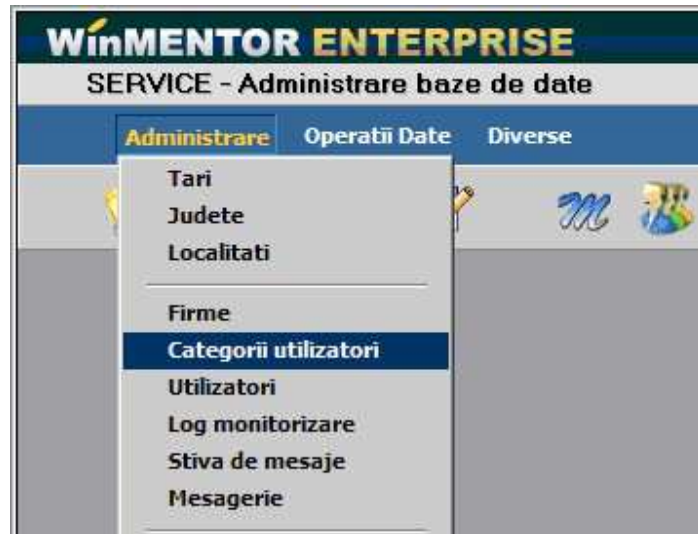 WinMENTOR ENTERPRISE
SERVICE - Administrare baze de date
Administrare Operatii Date Diverse
Tari
Judete
Localitati
Firme
Categorii utilizatori
Utilizatori
Log monitorizare
Stiva de mesaje
Mesagerie